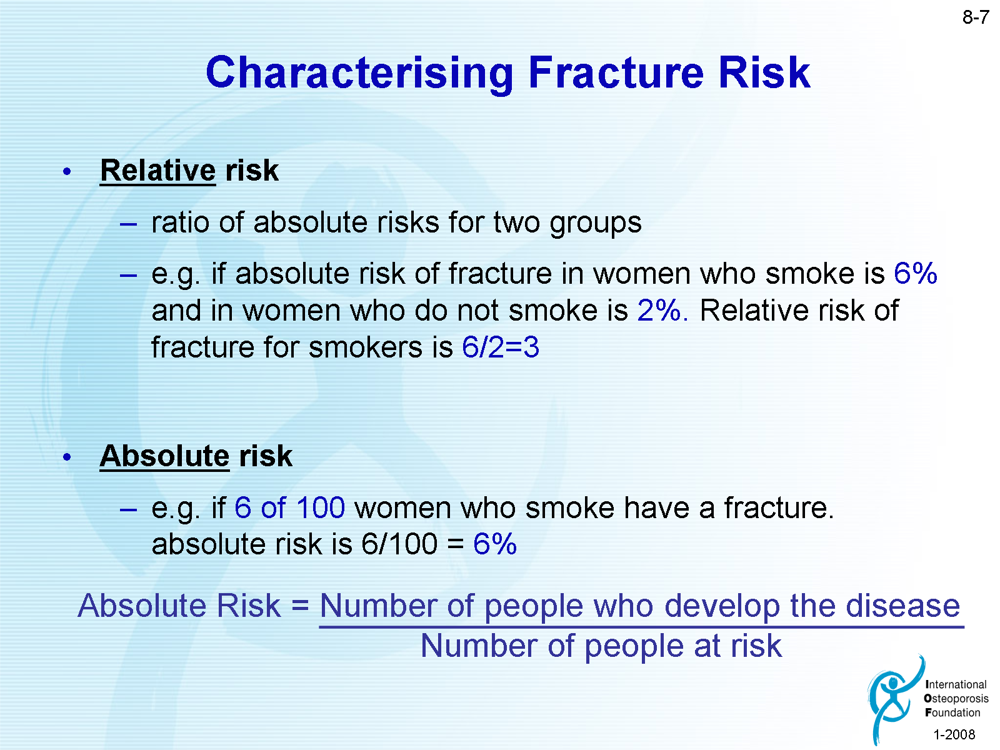 8-7
Characterising Fracture Risk
• Relative risk
– ratio of absolute risks for two groups
– e.g. if absolute risk of fracture in women who smoke is 6%
and in women who do not smoke is 2%. Relative risk of
fracture for smokers is 6/2=3
• Absolute risk
– e.g. if 6 of 100 women who smoke have a fracture.
absolute risk is 6/100 = 6%
Absolute Risk = Number of people who develop the disease
Number of people at risk
International
Osteoporosis
Foundation
1-2008